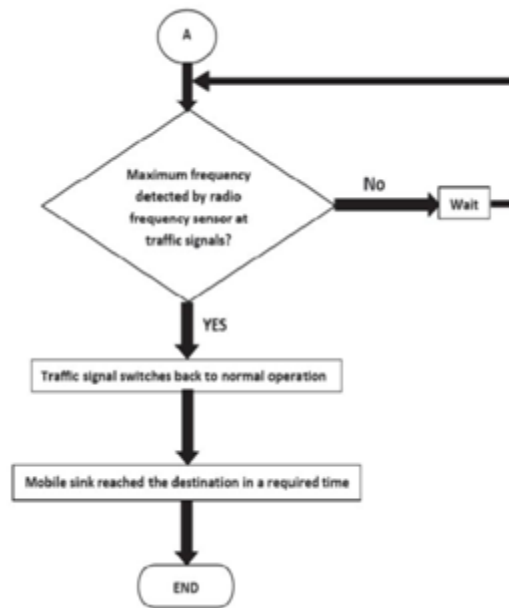 A
Maximum frequency
detected by radio
frequency sensor at
traffic signals?
No
Wait
YES
Traffic signal switches back to normal operation
Mobile sink reached the destination in a required time
END